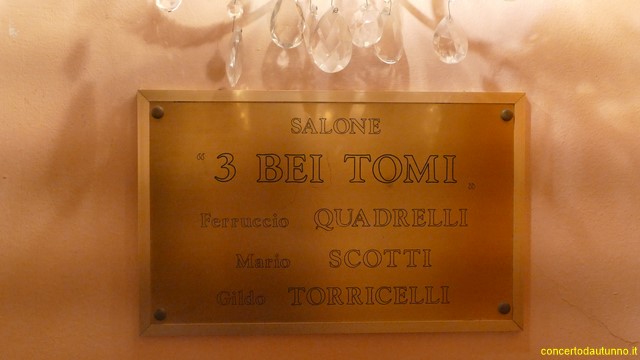 SALONE
“ 3 BEI TOMI „
Ferruccio QUADRELLI
Mario SCOTTI
Gildo TORRICELLI
concertodautunno.it